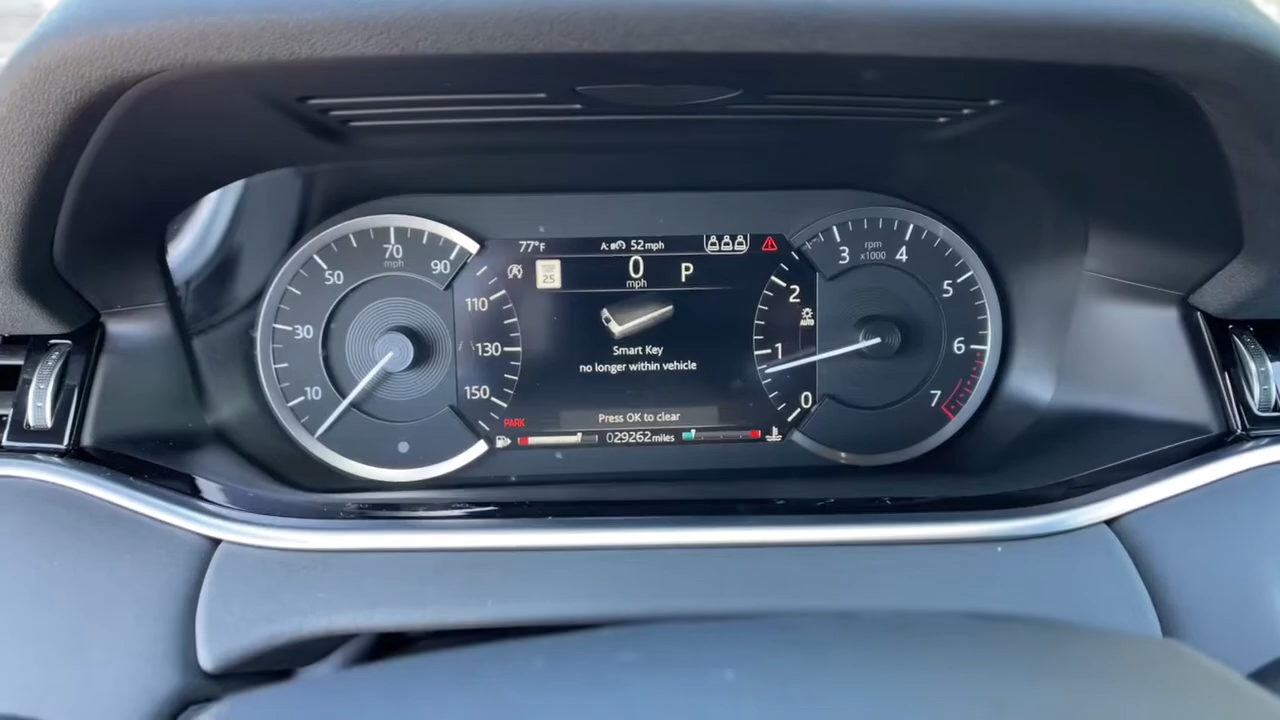 77°F
A: 52mph
25
0
mph
P
Smart Key
no longer within vehicle
Press OK to clear
PARK
029262miles
10
30
50
70
mph
90
110
130
150
rpm
x1000
0
1
2
3
4
5
6
7
AUTO